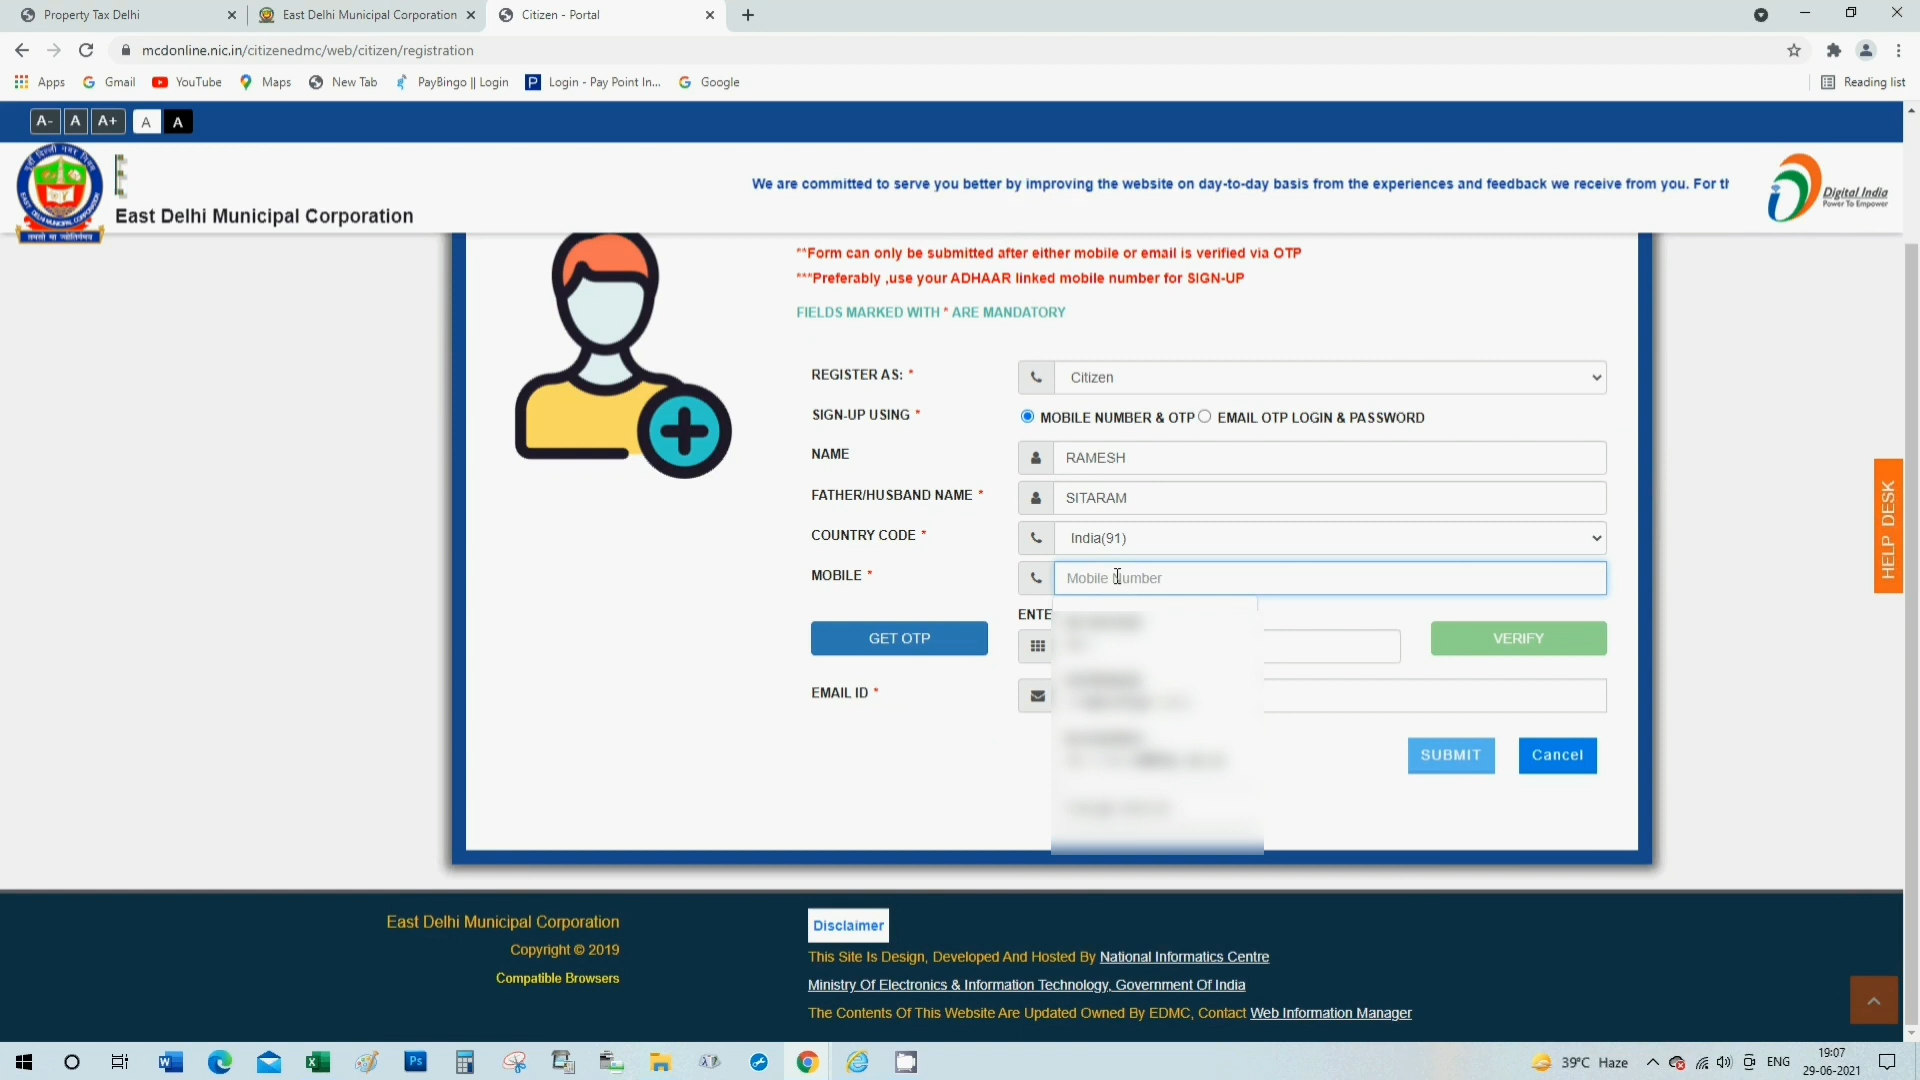 Property Tax Delhi
East Delhi Municipal Corporation
Citizen - Portal
mcdonline.nic.in/citizenedmc/web/citizen/registration
Apps Gmail YouTube Maps New Tab PayBingo || Login Login - Pay Point In... Google Reading list
A- A A+ A A
East Delhi Municipal Corporation
We are committed to serve you better by improving the website on day-to-day basis from the experiences and feedback we receive from you. For th
Digital India
Power To Empower
**Form can only be submitted after either mobile or email is verified via OTP
***Preferably ,use your ADHAAR linked mobile number for SIGN-UP
FIELDS MARKED WITH * ARE MANDATORY
REGISTER AS: * Citizen
SIGN-UP USING * MOBILE NUMBER & OTP EMAIL OTP LOGIN & PASSWORD
NAME RAMESH
FATHER/HUSBAND NAME * SITARAM
COUNTRY CODE * India(91)
MOBILE * Mobile Number
ENTE
GET OTP VERIFY
EMAIL ID *
SUBMIT Cancel
HELP DESK
East Delhi Municipal Corporation
Copyright © 2019
Compatible Browsers
Disclaimer
This Site Is Design, Developed And Hosted By National Informatics Centre
Ministry Of Electronics & Information Technology, Government Of India
The Contents Of This Website Are Updated Owned By EDMC, Contact Web Information Manager
39°C Haze ENG 19:07
29-06-2021